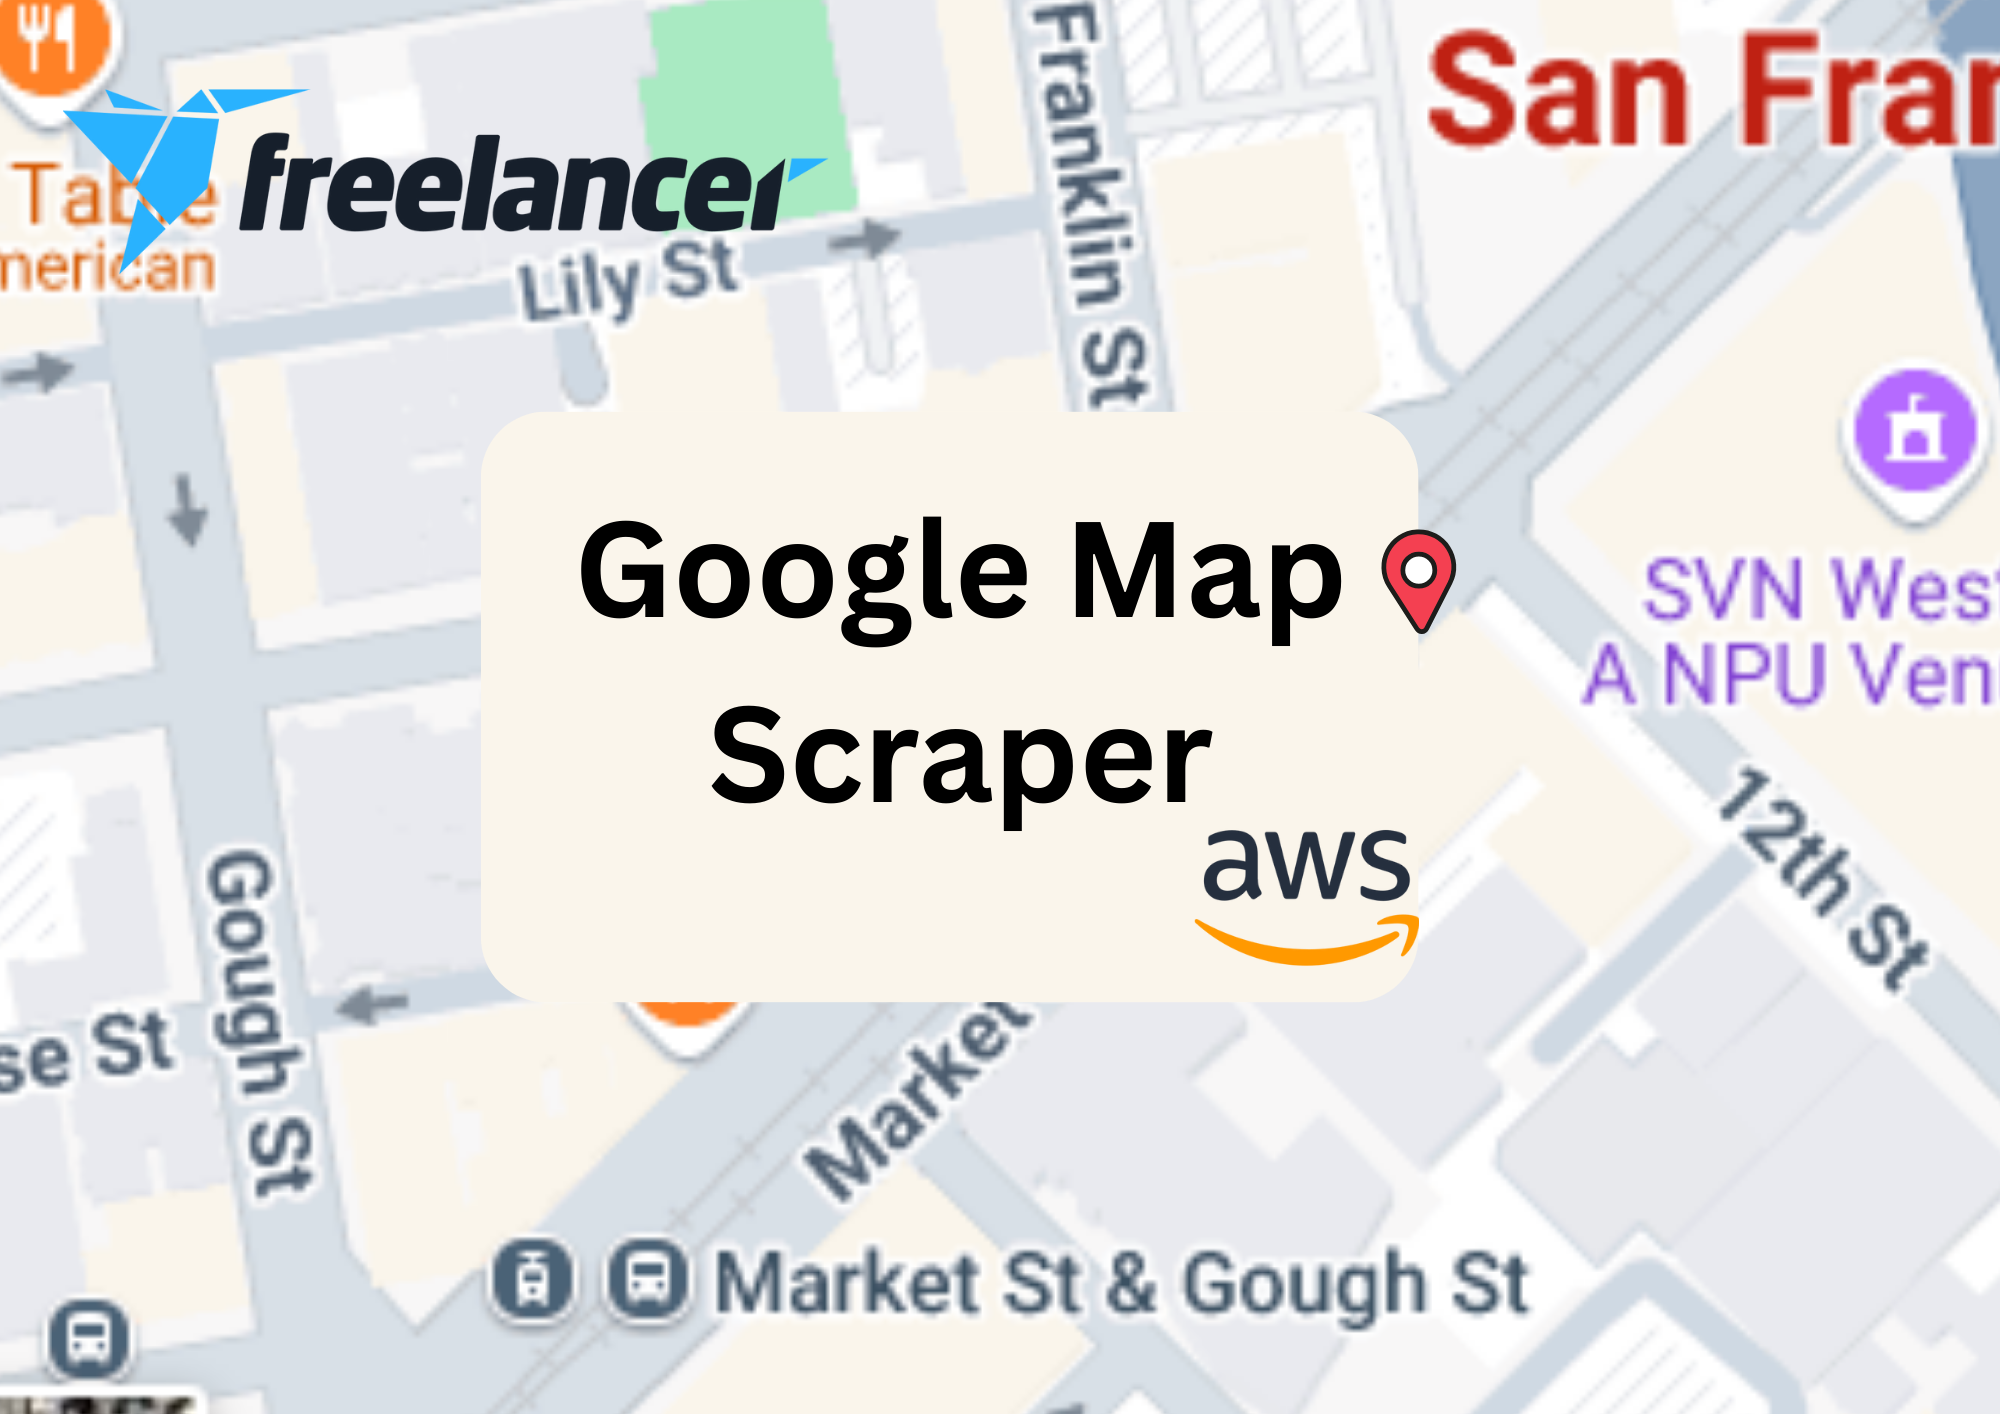 San Fran
Franklin St
freelancer
Table
merican
Lily St
Google Map
Scraper
aws
SVN West
A NPU Ven
12th St
Gough St
se St
Market
Market St & Gough St